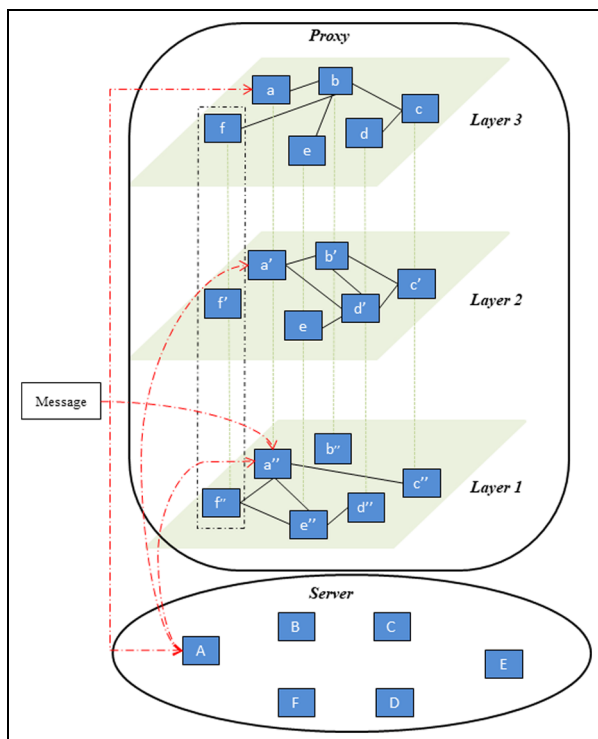 Proxy
a
b
c
Layer 3
f
e
d
a'
b'
c'
Layer 2
f'
e
d'
Message
a''
b''
c''
Layer 1
f''
e''
d''
Server
A
B
C
E
F
D